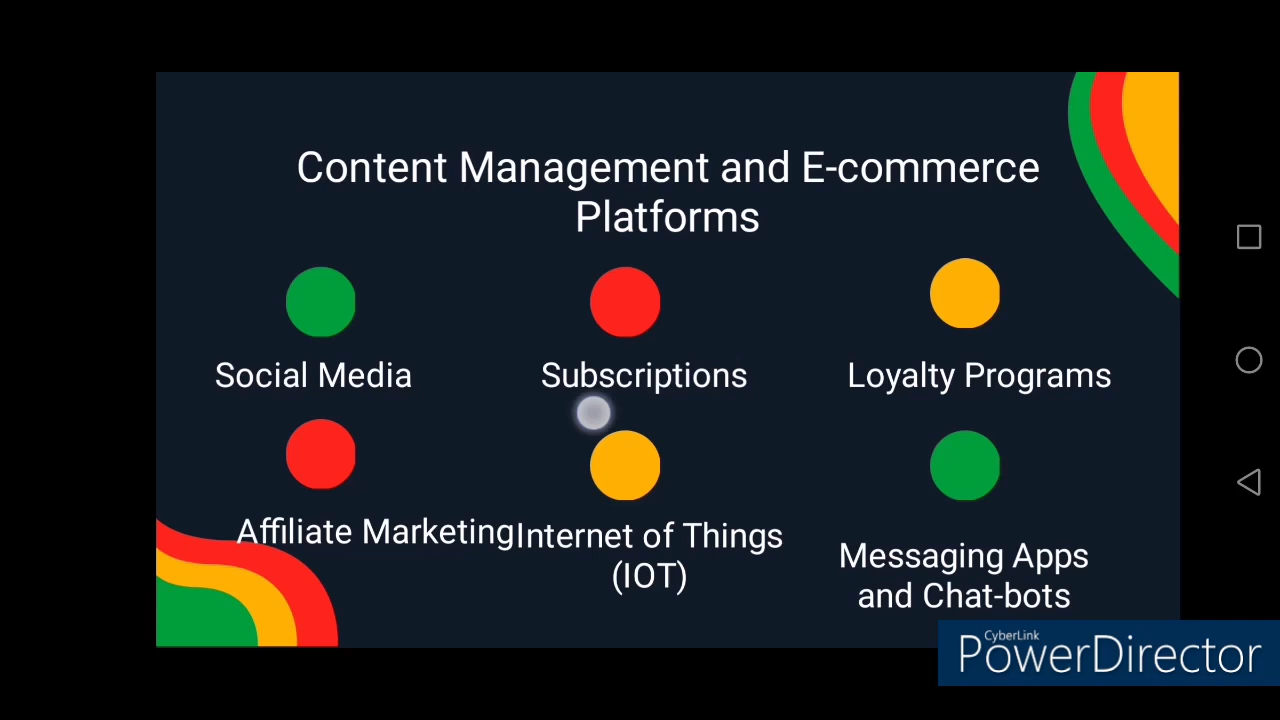 Content Management and E-commerce
Platforms
Social Media
Subscriptions
Loyalty Programs
Affiliate Marketing
Internet of Things
(IOT)
Messaging Apps
and Chat-bots
CyberLink
PowerDirector